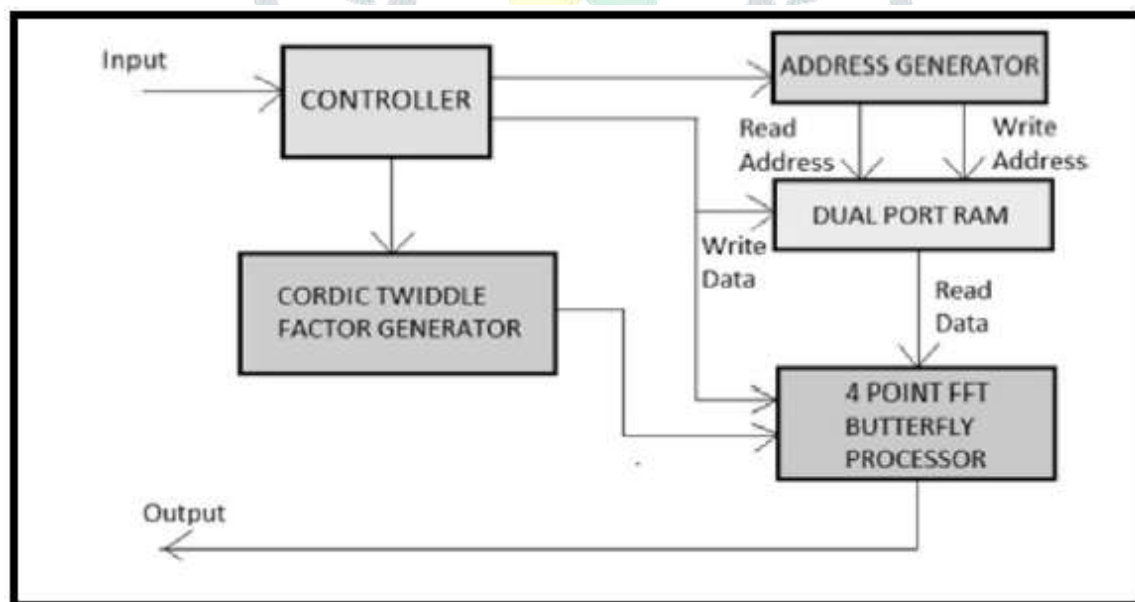 Input
CONTROLLER
ADDRESS GENERATOR
Read
Address
Write
Address
DUAL PORT RAM
Write
Data
CORDIC TWIDDLE
FACTOR GENERATOR
Read
Data
4 POINT FFT
BUTTERFLY
PROCESSOR
Output